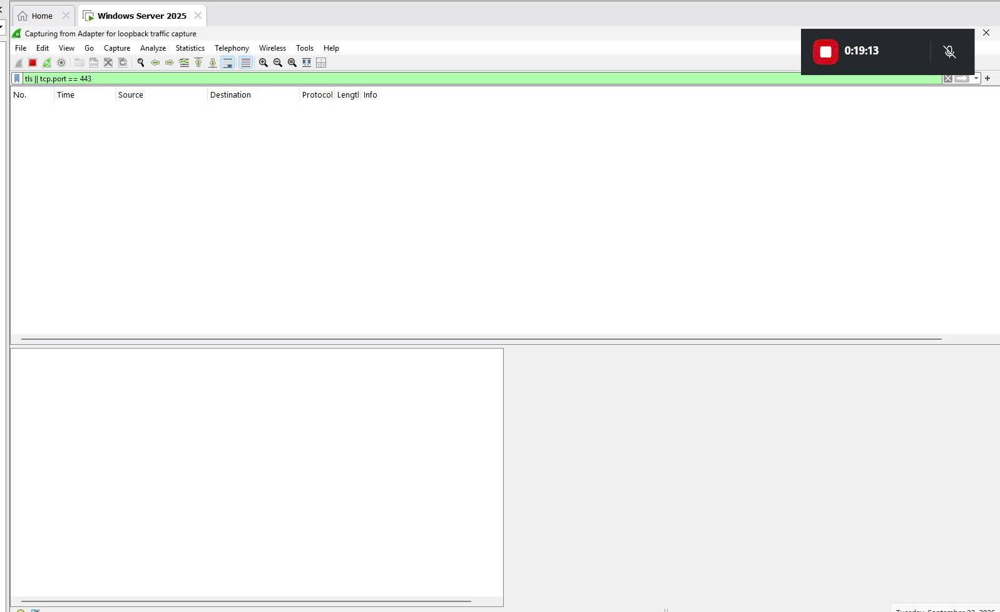 Home
Windows Server 2025
Capturing from Adapter for loopback traffic capture
File Edit View Go Capture Analyze Statistics Telephony Wireless Tools Help
0:19:13
tls || tcp.port == 443
No. Time Source Destination Protocol Lengtl Info